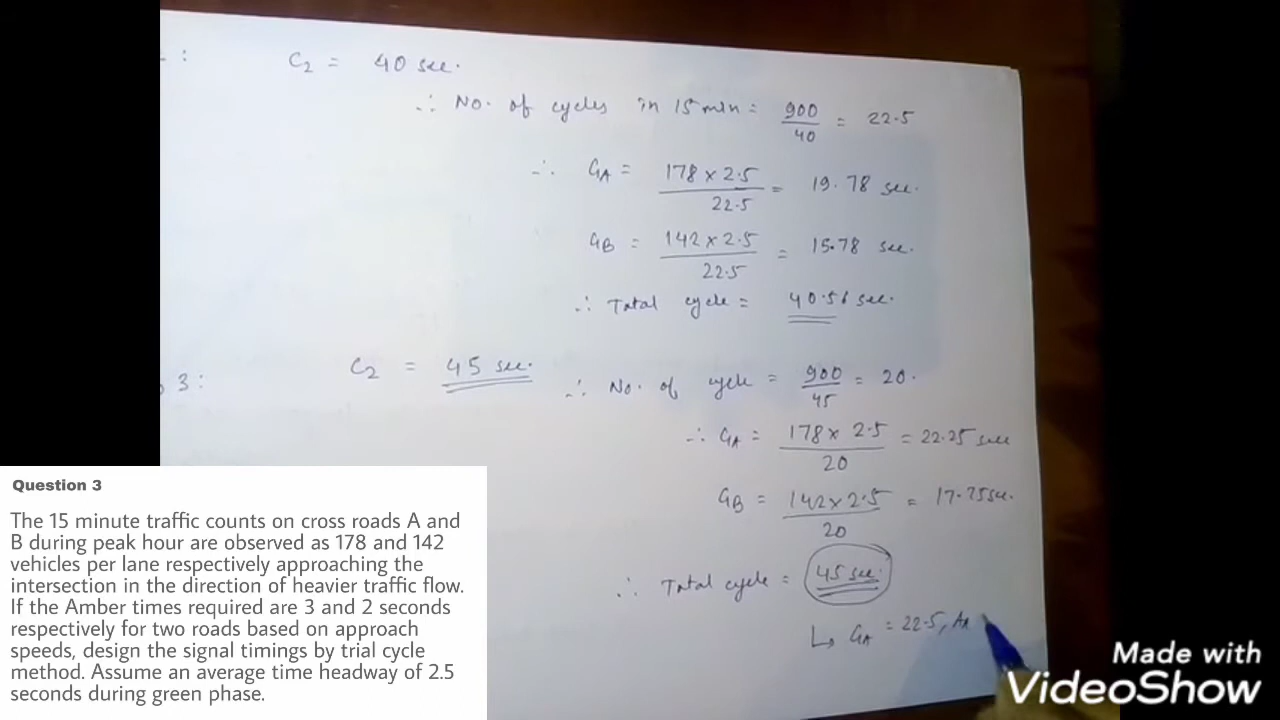 :
C2 = 40 sec.
∴ No. of cycles in 15 min = 900/40 = 22.5
∴ GA = 178 × 2.5 / 22.5 = 19.78 sec.
GB = 142 × 2.5 / 22.5 = 15.78 sec.
∴ Total cycle = 40.56 sec.
3: C2 = 45 sec. ∴ No. of cycle = 900/45 = 20.
∴ GA = 178 × 2.5 / 20 = 22.25 sec
GB = 142 × 2.5 / 20 = 17.75 sec.
∴ Total cycle = 45 sec.
↳ GA = 22.5, AA
Question 3
The 15 minute traffic counts on cross roads A and
B during peak hour are observed as 178 and 142
vehicles per lane respectively approaching the
intersection in the direction of heavier traffic flow.
If the Amber times required are 3 and 2 seconds
respectively for two roads based on approach
speeds, design the signal timings by trial cycle
method. Assume an average time headway of 2.5
seconds during green phase.
Made with
VideoShow